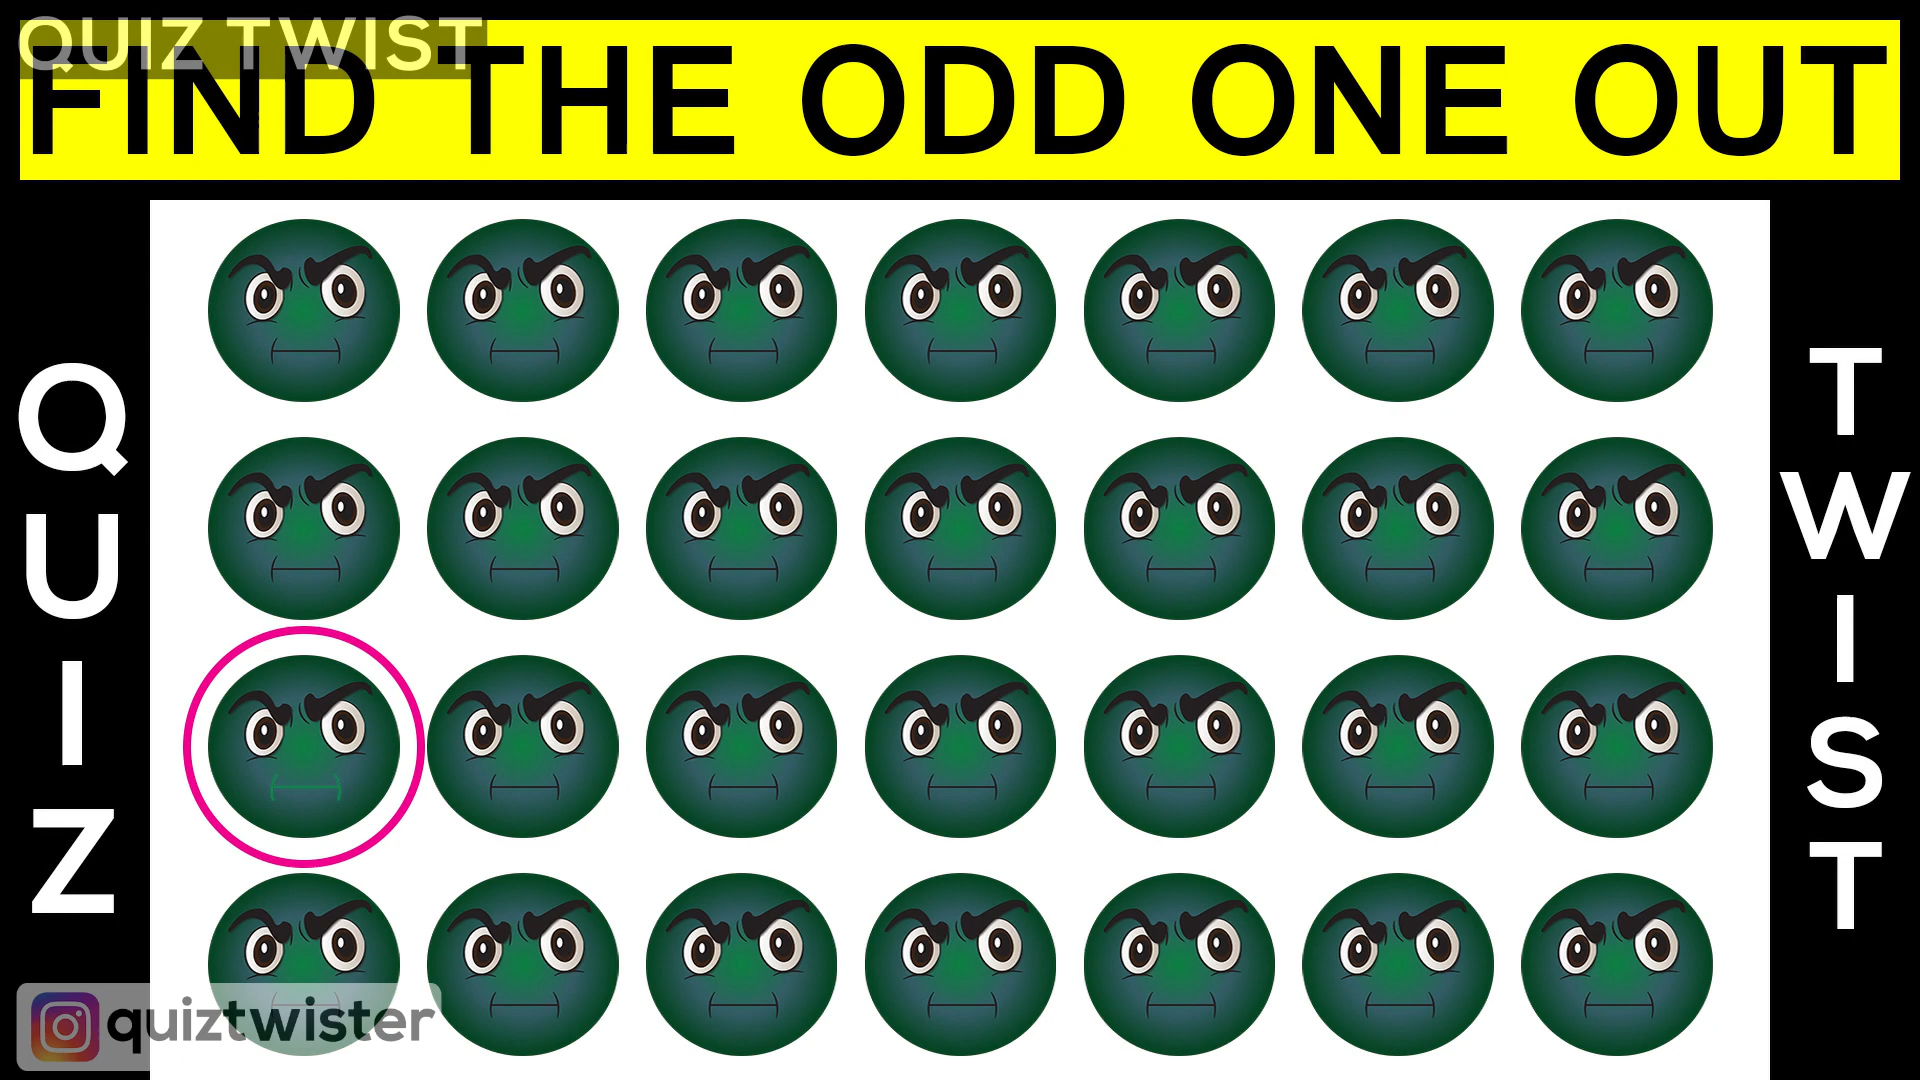 QUIZ TWIST
FIND THE ODD ONE OUT
QUIZ
TWIST
quiztwister